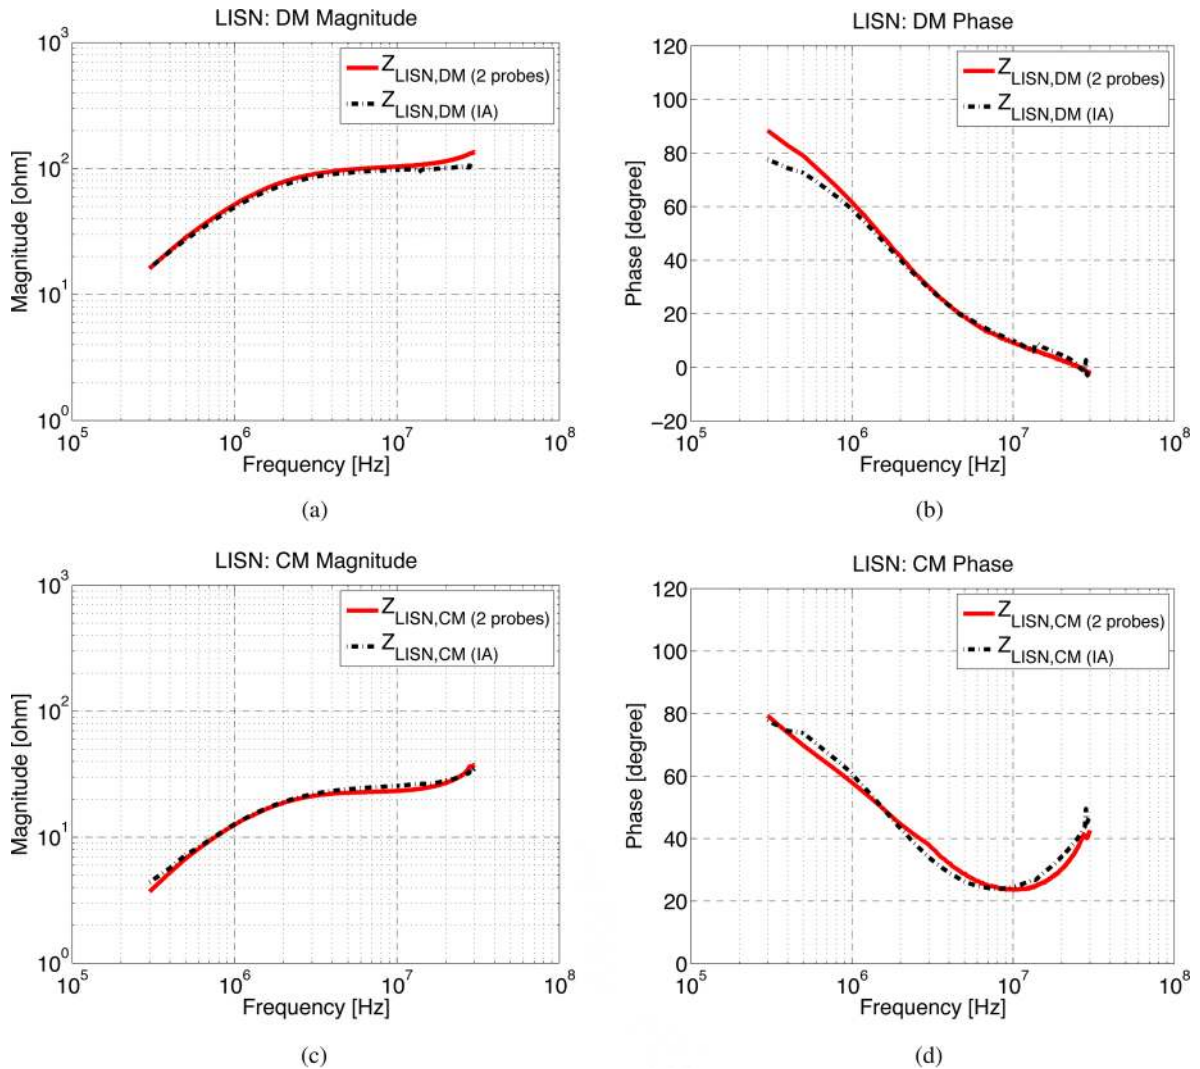 LISN: DM Magnitude
10^3
10^2
10^1
10^0
Magnitude [ohm]
Z_LISN,DM (2 probes)
Z_LISN,DM (IA)
10^5 10^6 10^7 10^8
Frequency [Hz]
(a)
LISN: DM Phase
120
100
80
60
40
20
0
−20
Phase [degree]
Z_LISN,DM (2 probes)
Z_LISN,DM (IA)
10^5 10^6 10^7 10^8
Frequency [Hz]
(b)
LISN: CM Magnitude
10^3
10^2
10^1
10^0
Magnitude [ohm]
Z_LISN,CM (2 probes)
Z_LISN,CM (IA)
10^5 10^6 10^7 10^8
Frequency [Hz]
(c)
LISN: CM Phase
120
100
80
60
40
20
0
Phase [degree]
Z_LISN,CM (2 probes)
Z_LISN,CM (IA)
10^5 10^6 10^7 10^8
Frequency [Hz]
(d)